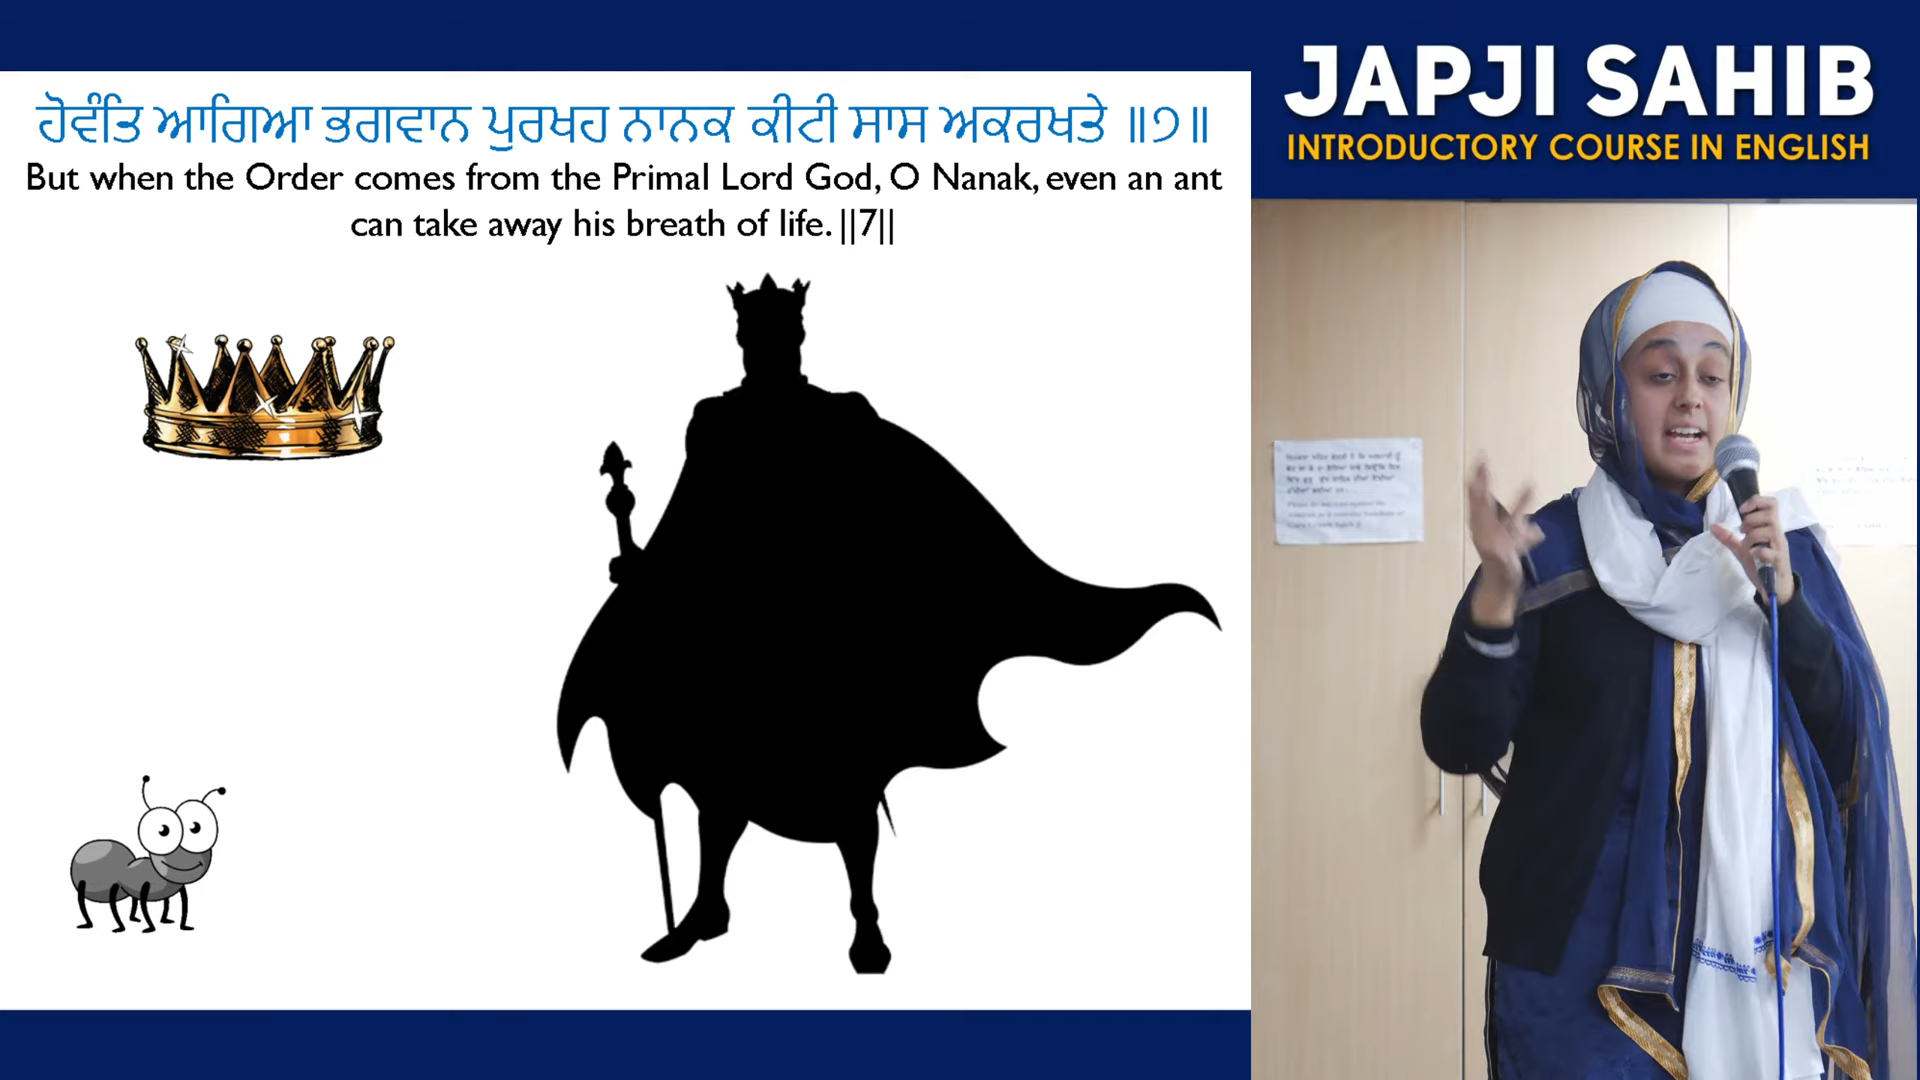 ਹੋਵੰਤਿ ਆਗਿਆ ਭਗਵਾਨ ਪੁਰਖਹ ਨਾਨਕ ਕੀਟੀ ਸਾਸ ਅਕਰਖਤੇ ॥੭॥
But when the Order comes from the Primal Lord God, O Nanak, even an ant
can take away his breath of life. ||7||
JAPJI SAHIB
INTRODUCTORY COURSE IN ENGLISH